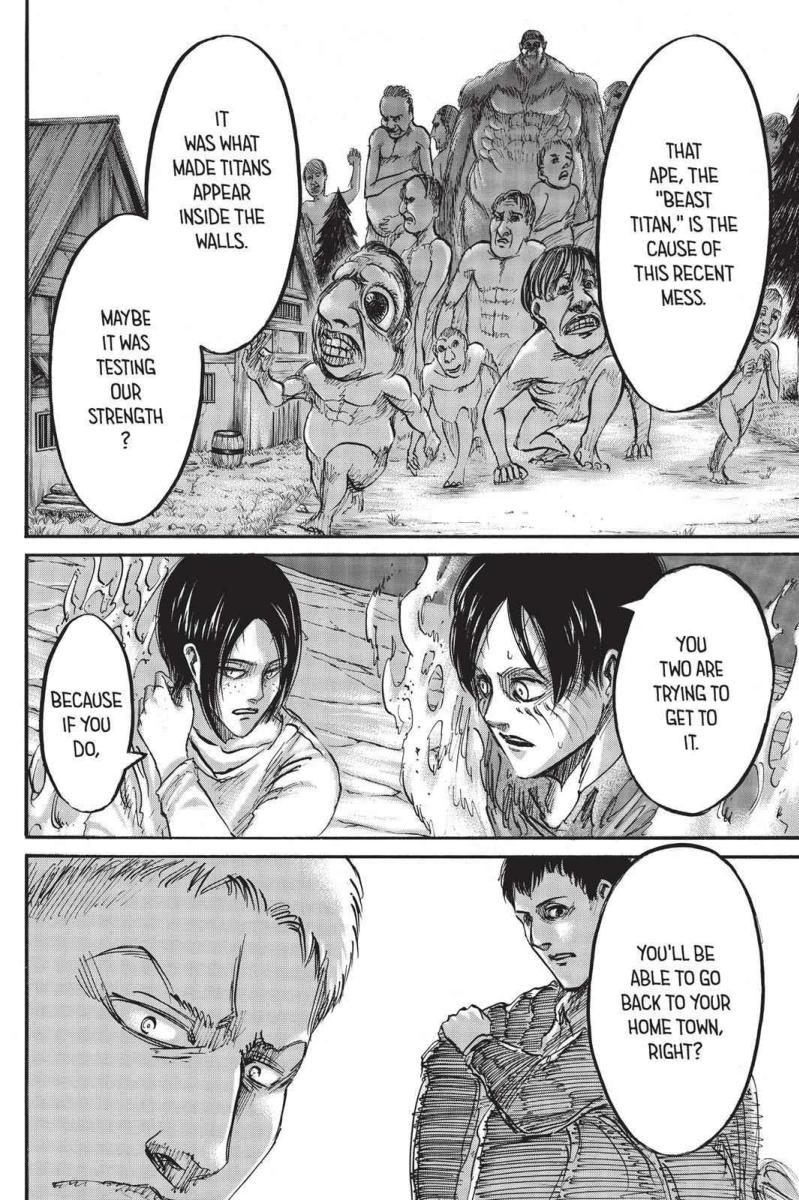 THAT
APE, THE
"BEAST
TITAN," IS THE
CAUSE OF
THIS RECENT
MESS.
IT
WAS WHAT
MADE TITANS
APPEAR
INSIDE THE
WALLS.
MAYBE
IT WAS
TESTING
OUR
STRENGTH
?
YOU
TWO ARE
TRYING TO
GET TO
IT.
BECAUSE
IF YOU
DO,
YOU'LL BE
ABLE TO GO
BACK TO YOUR
HOME TOWN,
RIGHT?